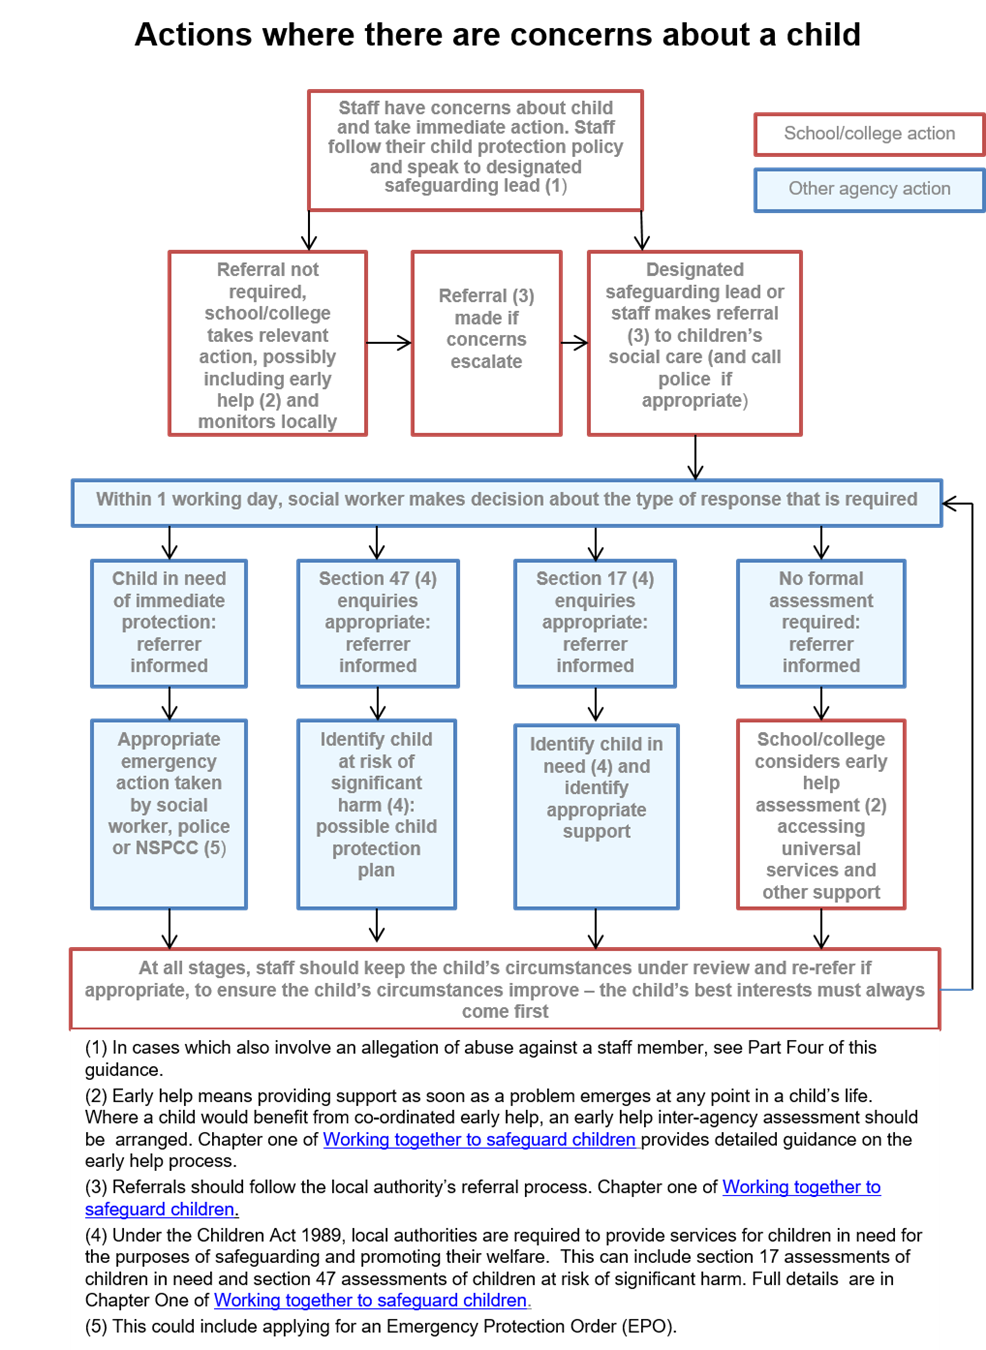 Actions where there are concerns about a child
Staff have concerns about child
and take immediate action. Staff
follow their child protection policy
and speak to designated
safeguarding lead (1)
School/college action
Other agency action
Referral not
required,
school/college
takes relevant
action, possibly
including early
help (2) and
monitors locally
Referral (3)
made if
concerns
escalate
Designated
safeguarding lead or
staff makes referral
(3) to children’s
social care (and call
police if
appropriate)
Within 1 working day, social worker makes decision about the type of response that is required
Child in need
of immediate
protection:
referrer
informed
Section 47 (4)
enquiries
appropriate:
referrer
informed
Section 17 (4)
enquiries
appropriate:
referrer
informed
No formal
assessment
required:
referrer
informed
Appropriate
emergency
action taken
by social
worker, police
or NSPCC (5)
Identify child
at risk of
significant
harm (4):
possible child
protection
plan
Identify child in
need (4) and
identify
appropriate
support
School/college
considers early
help
assessment (2)
accessing
universal
services and
other support
At all stages, staff should keep the child’s circumstances under review and re-refer if
appropriate, to ensure the child’s circumstances improve – the child’s best interests must always
come first
(1) In cases which also involve an allegation of abuse against a staff member, see Part Four of this
guidance.
(2) Early help means providing support as soon as a problem emerges at any point in a child’s life.
Where a child would benefit from co-ordinated early help, an early help inter-agency assessment should
be arranged. Chapter one of Working together to safeguard children provides detailed guidance on the
early help process.
(3) Referrals should follow the local authority’s referral process. Chapter one of Working together to
safeguard children.
(4) Under the Children Act 1989, local authorities are required to provide services for children in need for
the purposes of safeguarding and promoting their welfare. This can include section 17 assessments of
children in need and section 47 assessments of children at risk of significant harm. Full details are in
Chapter One of Working together to safeguard children.
(5) This could include applying for an Emergency Protection Order (EPO).